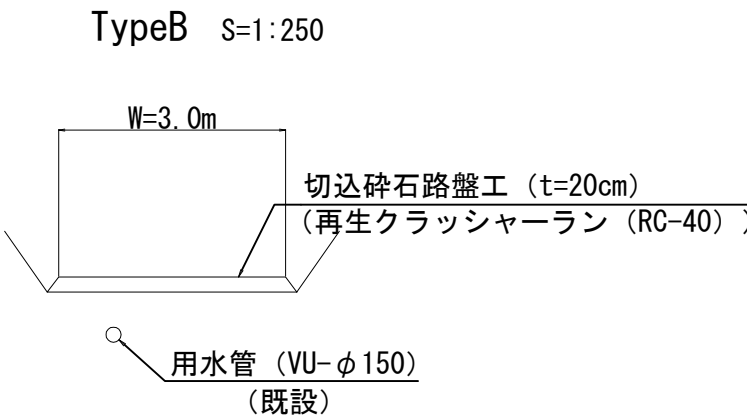 TypeB S=1:250
W=3.0m
切込砕石路盤工（t=20cm）
（再生クラッシャーラン（RC-40））
用水管（VU-φ150）
（既設）